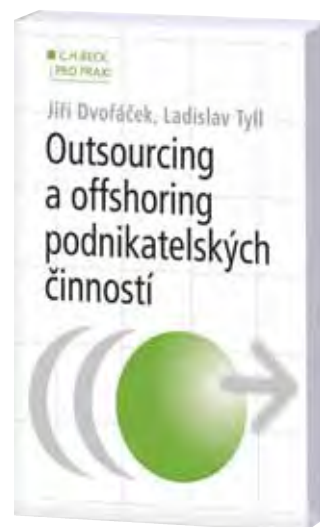 C.H.BECK
PRO PRAXI
Jiří Dvořáček, Ladislav Tyll
Outsourcing
a offshoring
podnikatelských
činností